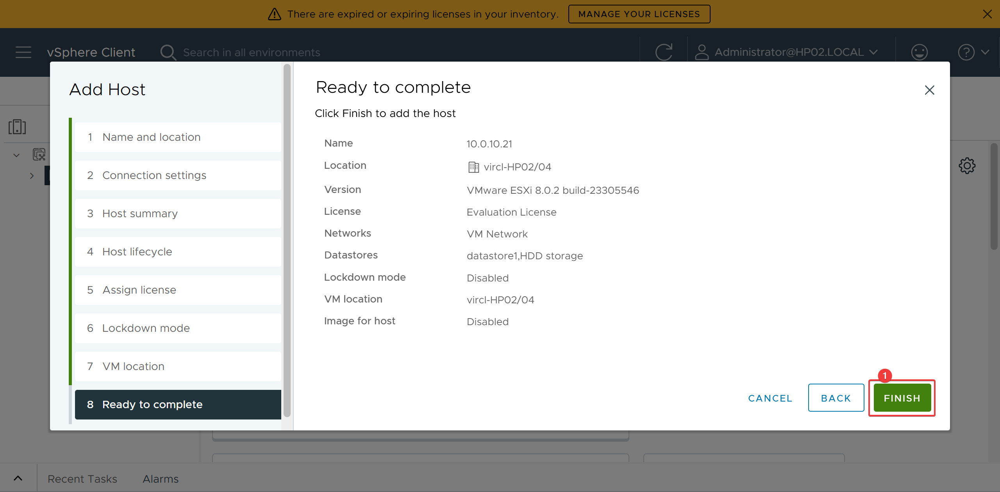 There are expired or expiring licenses in your inventory. MANAGE YOUR LICENSES
vSphere Client Search in all environments Administrator@HP02.LOCAL
Add Host
1 Name and location
2 Connection settings
3 Host summary
4 Host lifecycle
5 Assign license
6 Lockdown mode
7 VM location
8 Ready to complete
Ready to complete
Click Finish to add the host
Name 10.0.10.21
Location vircl-HP02/04
Version VMware ESXi 8.0.2 build-23305546
License Evaluation License
Networks VM Network
Datastores datastore1,HDD storage
Lockdown mode Disabled
VM location vircl-HP02/04
Image for host Disabled
1
CANCEL BACK FINISH
Recent Tasks Alarms